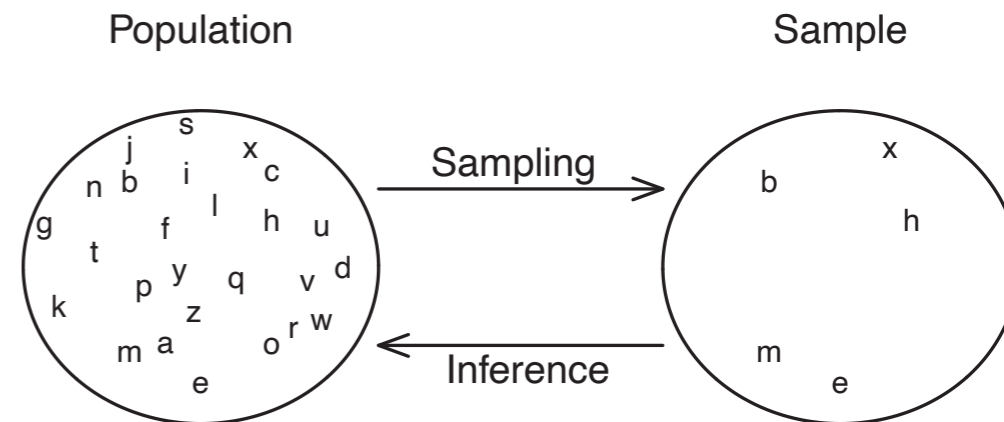 Population Sample
s
j x x
i c
n b b
l
g f h u h
t
y q v d
p
k z
r w
m a o m
e e
Sampling
Inference